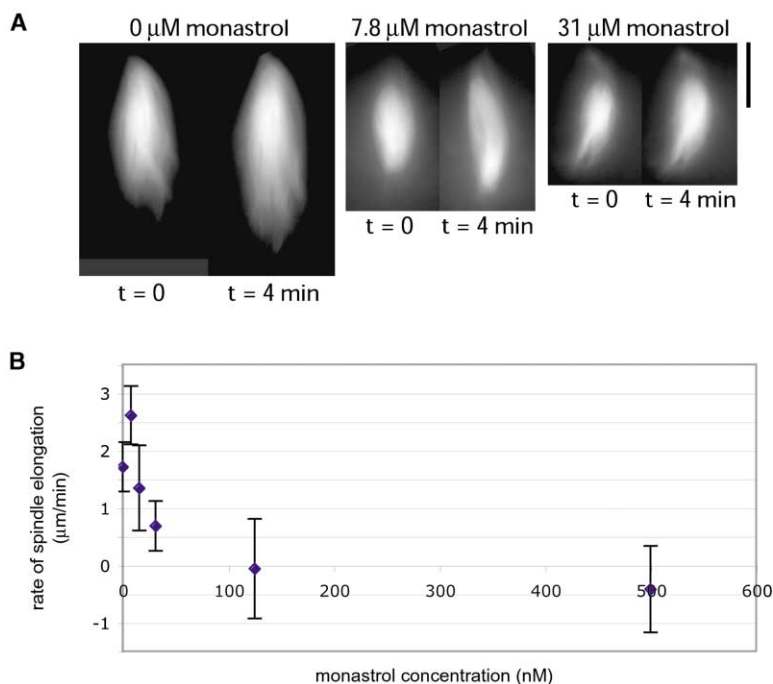 A
0 µM monastrol 7.8 µM monastrol 31 µM monastrol
t = 0 t = 4 min t = 0 t = 4 min t = 0 t = 4 min
B
rate of spindle elongation
(µm/min)
3
2
1
0
-1
0 100 200 300 400 500 600
monastrol concentration (nM)